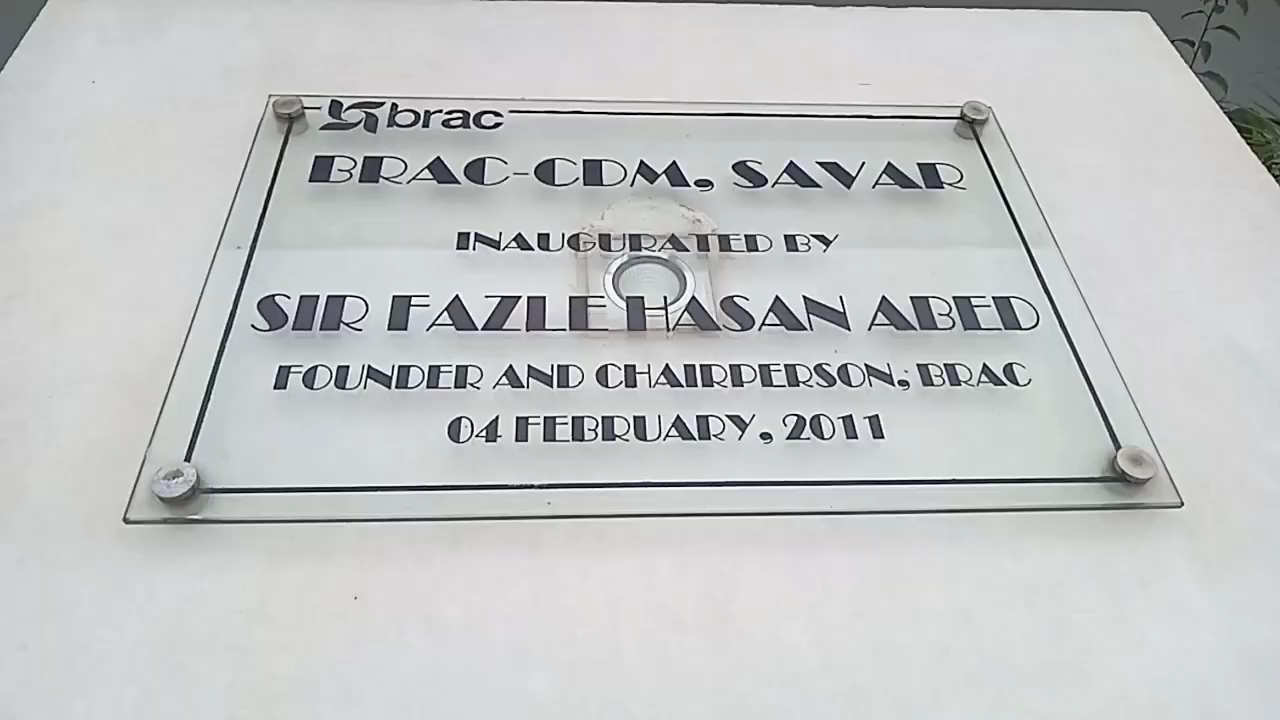 brac
BRAC-CDM, SAVAR
INAUGURATED BY
SIR FAZLE HASAN ABED
FOUNDER AND CHAIRPERSON, BRAC
04 FEBRUARY, 2011